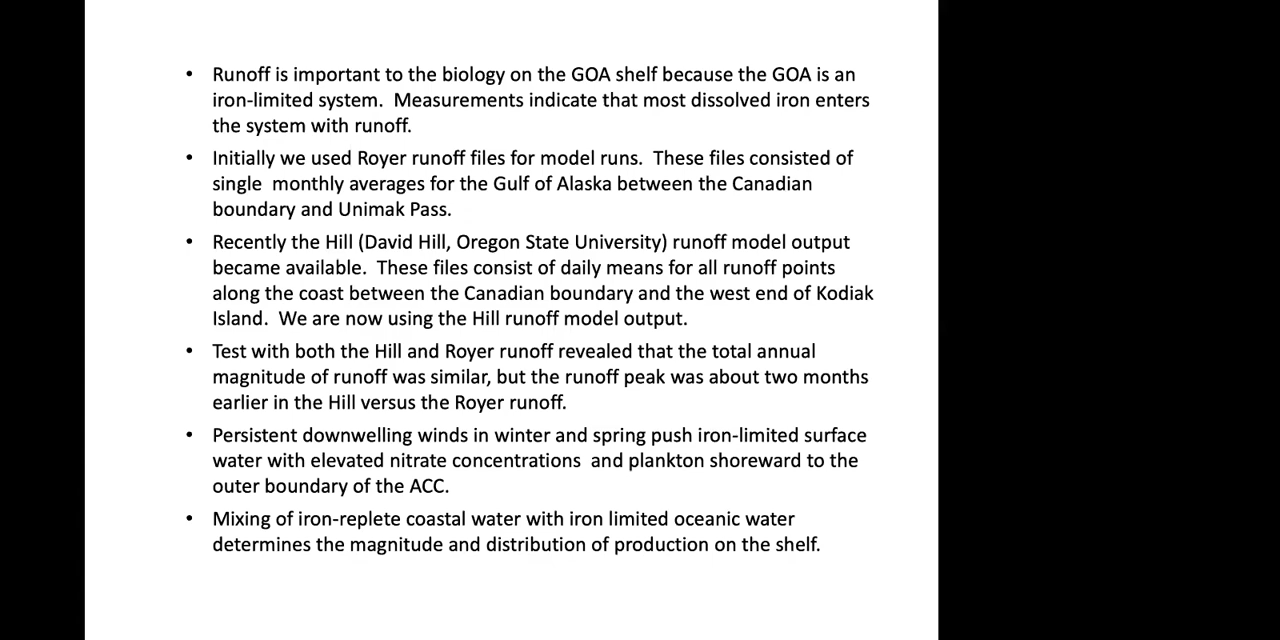 • Runoff is important to the biology on the GOA shelf because the GOA is an
iron-limited system.  Measurements indicate that most dissolved iron enters
the system with runoff.
• Initially we used Royer runoff files for model runs.  These files consisted of
single  monthly averages for the Gulf of Alaska between the Canadian
boundary and Unimak Pass.
• Recently the Hill (David Hill, Oregon State University) runoff model output
became available.  These files consist of daily means for all runoff points
along the coast between the Canadian boundary and the west end of Kodiak
Island.  We are now using the Hill runoff model output.
• Test with both the Hill and Royer runoff revealed that the total annual
magnitude of runoff was similar, but the runoff peak was about two months
earlier in the Hill versus the Royer runoff.
• Persistent downwelling winds in winter and spring push iron-limited surface
water with elevated nitrate concentrations  and plankton shoreward to the
outer boundary of the ACC.
• Mixing of iron-replete coastal water with iron limited oceanic water
determines the magnitude and distribution of production on the shelf.